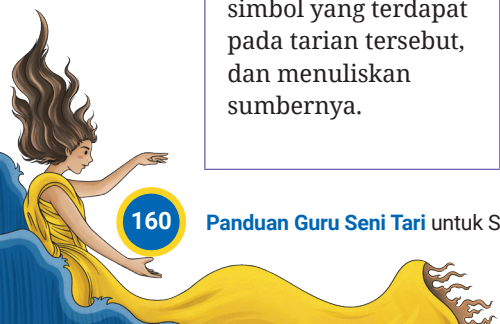 simbol yang terdapat
pada tarian tersebut,
dan menuliskan
sumbernya.
160 Panduan Guru Seni Tari untuk S